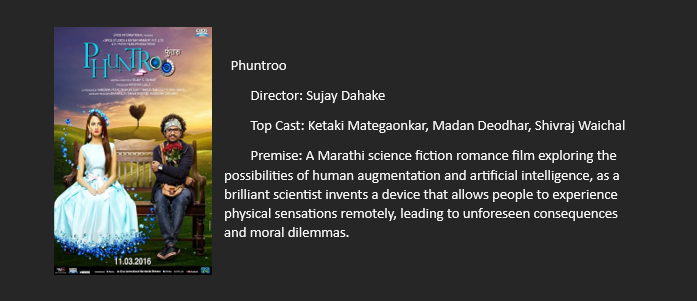 PHUNTROO
फुंतरू
11.03.2016
Phuntroo
Director: Sujay Dahake
Top Cast: Ketaki Mategaonkar, Madan Deodhar, Shivraj Waichal
Premise: A Marathi science fiction romance film exploring the
possibilities of human augmentation and artificial intelligence, as a
brilliant scientist invents a device that allows people to experience
physical sensations remotely, leading to unforeseen consequences
and moral dilemmas.